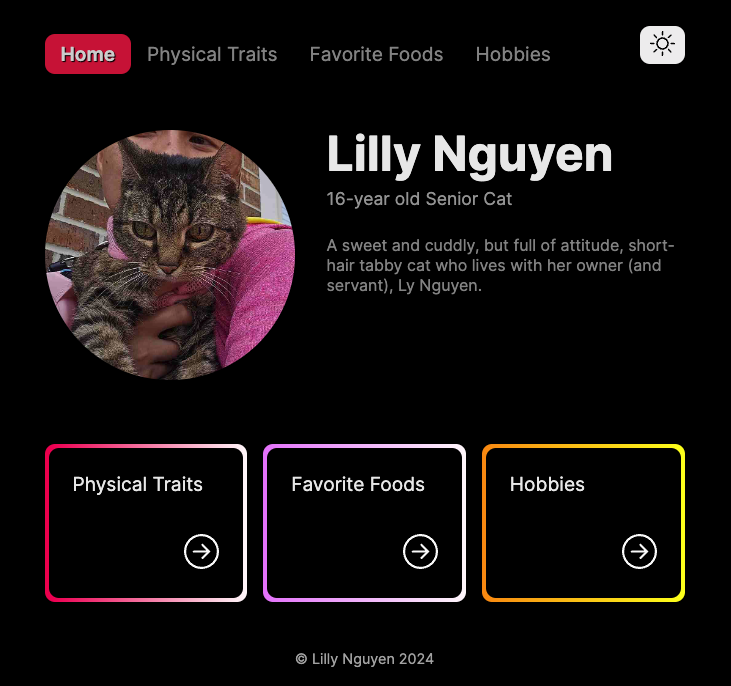 Home Physical Traits Favorite Foods Hobbies
Lilly Nguyen
16-year old Senior Cat
A sweet and cuddly, but full of attitude, short-
hair tabby cat who lives with her owner (and
servant), Ly Nguyen.
Physical Traits
Favorite Foods
Hobbies
© Lilly Nguyen 2024